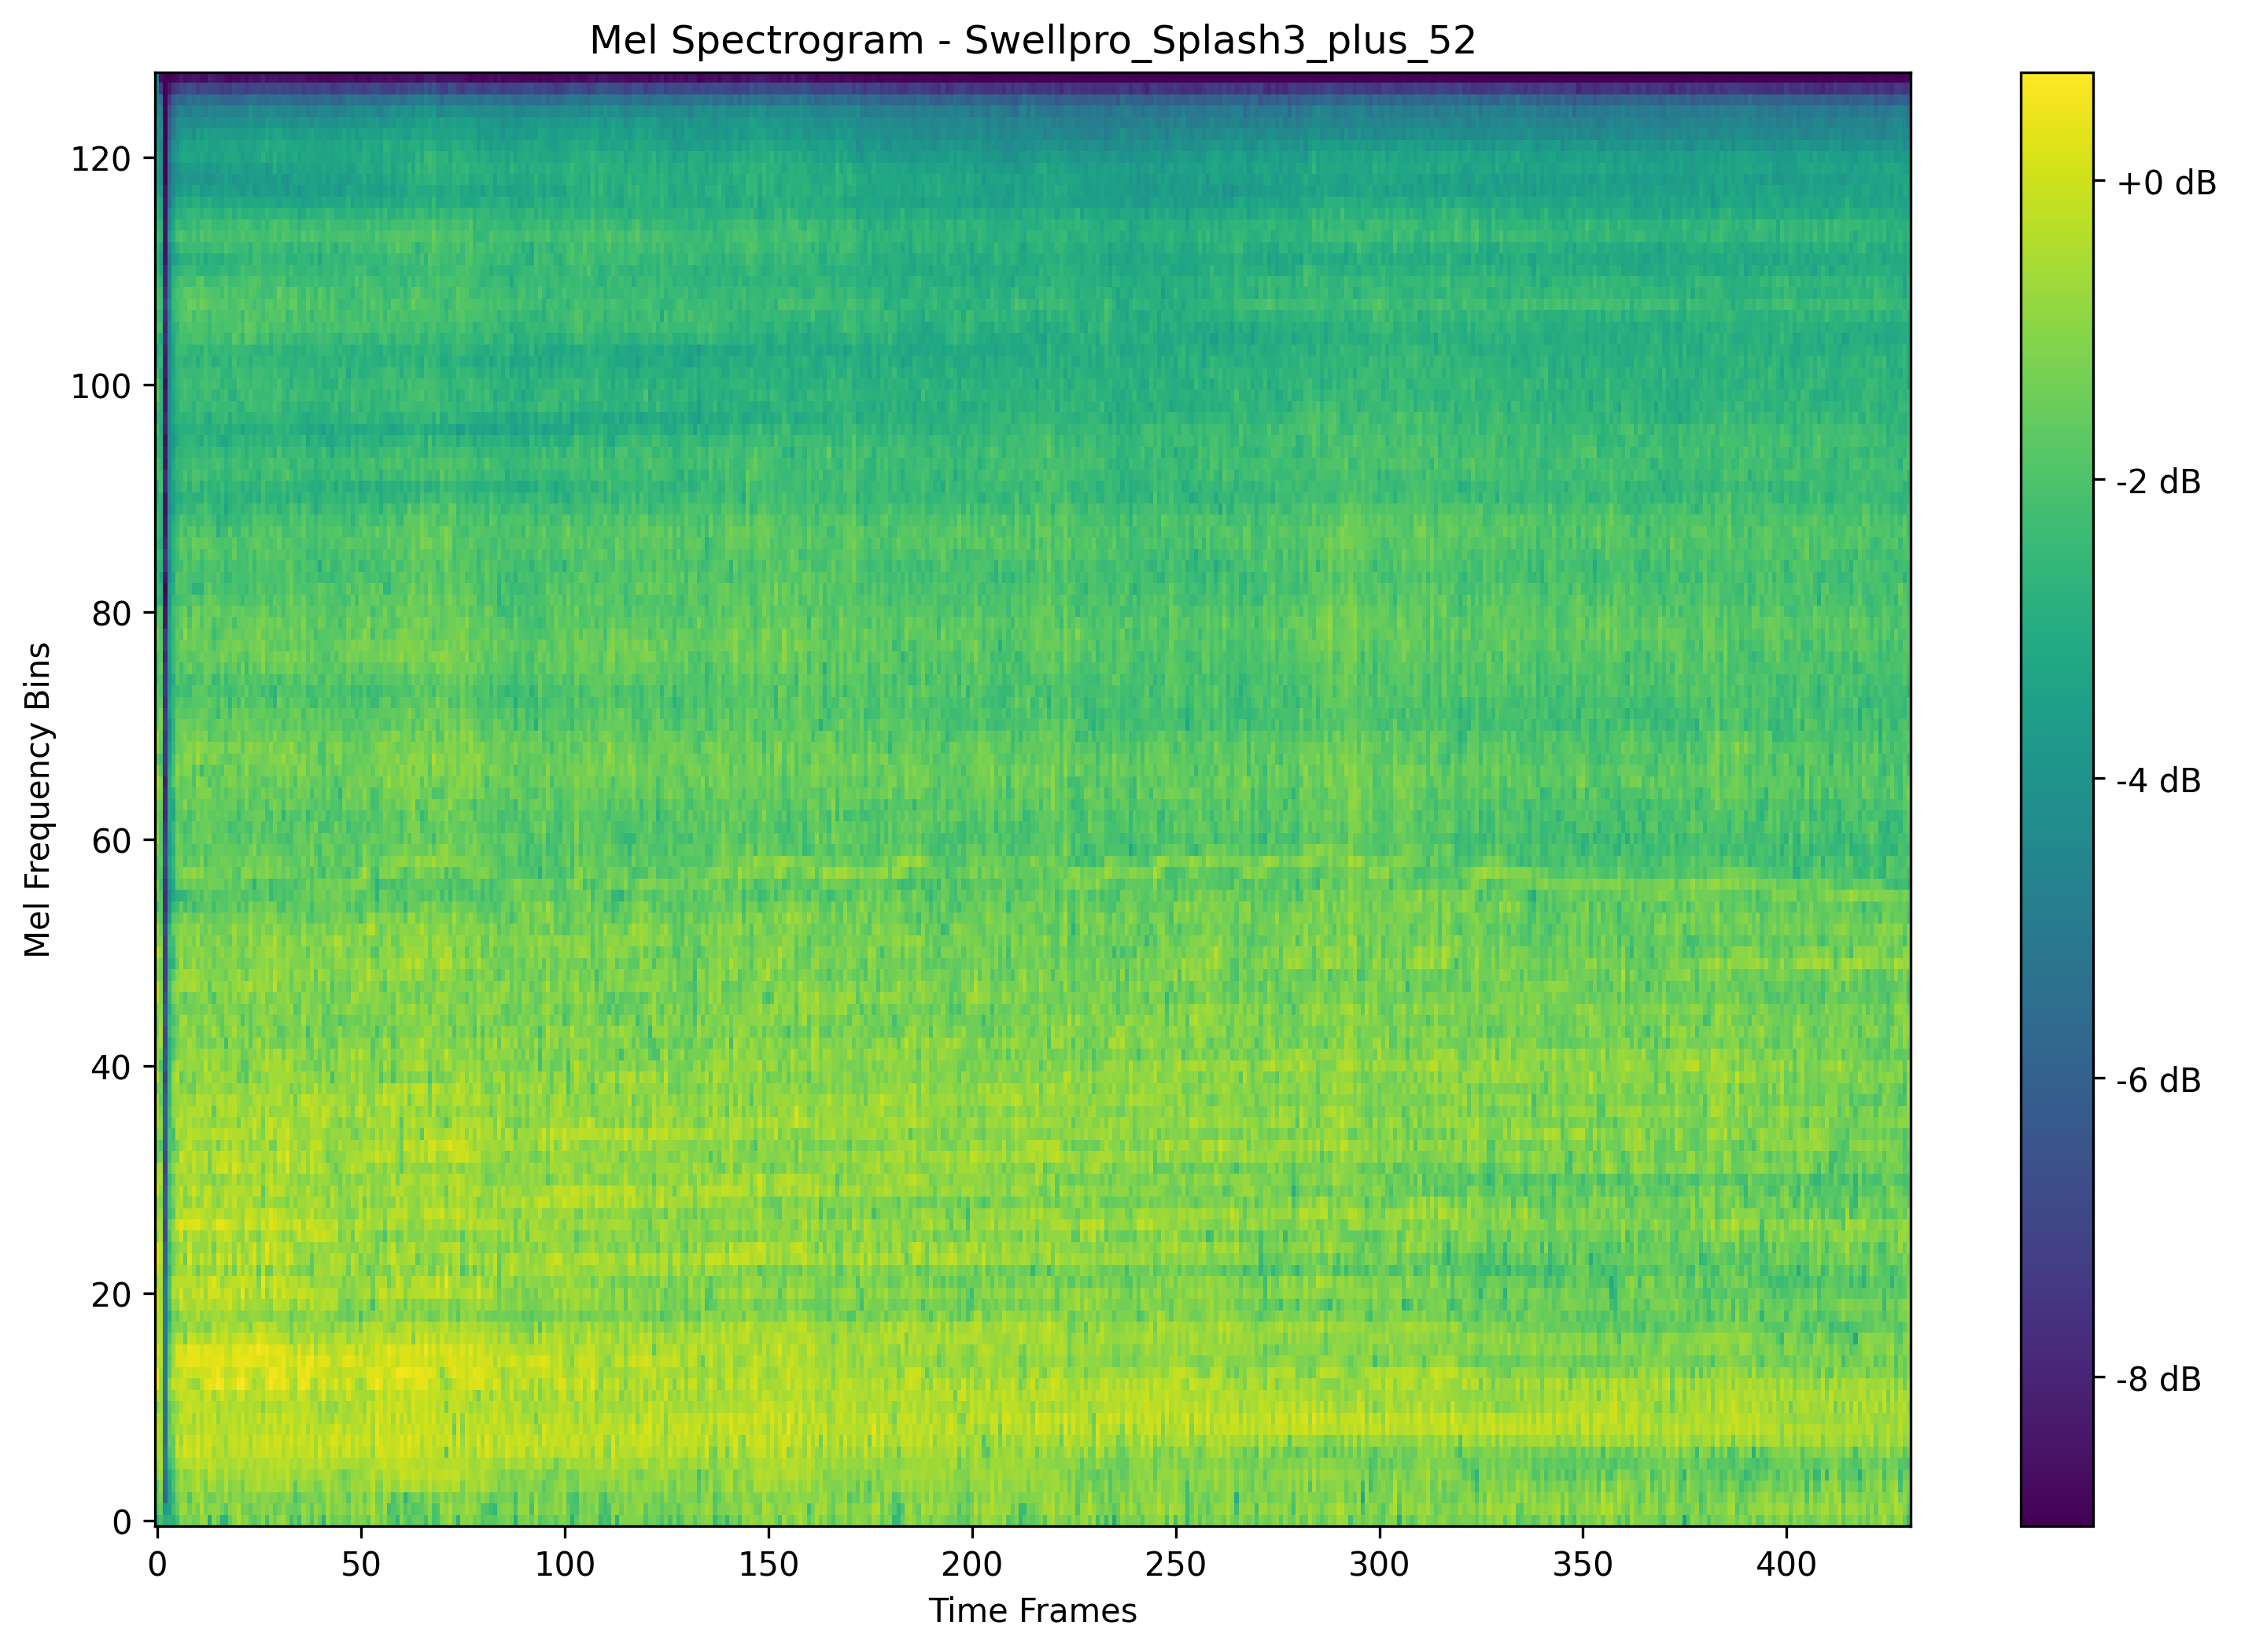 Mel Spectrogram - Swellpro_Splash3_plus_52
Mel Frequency Bins
120
100
80
60
40
20
0
0 50 100 150 200 250 300 350 400
Time Frames
+0 dB
-2 dB
-4 dB
-6 dB
-8 dB